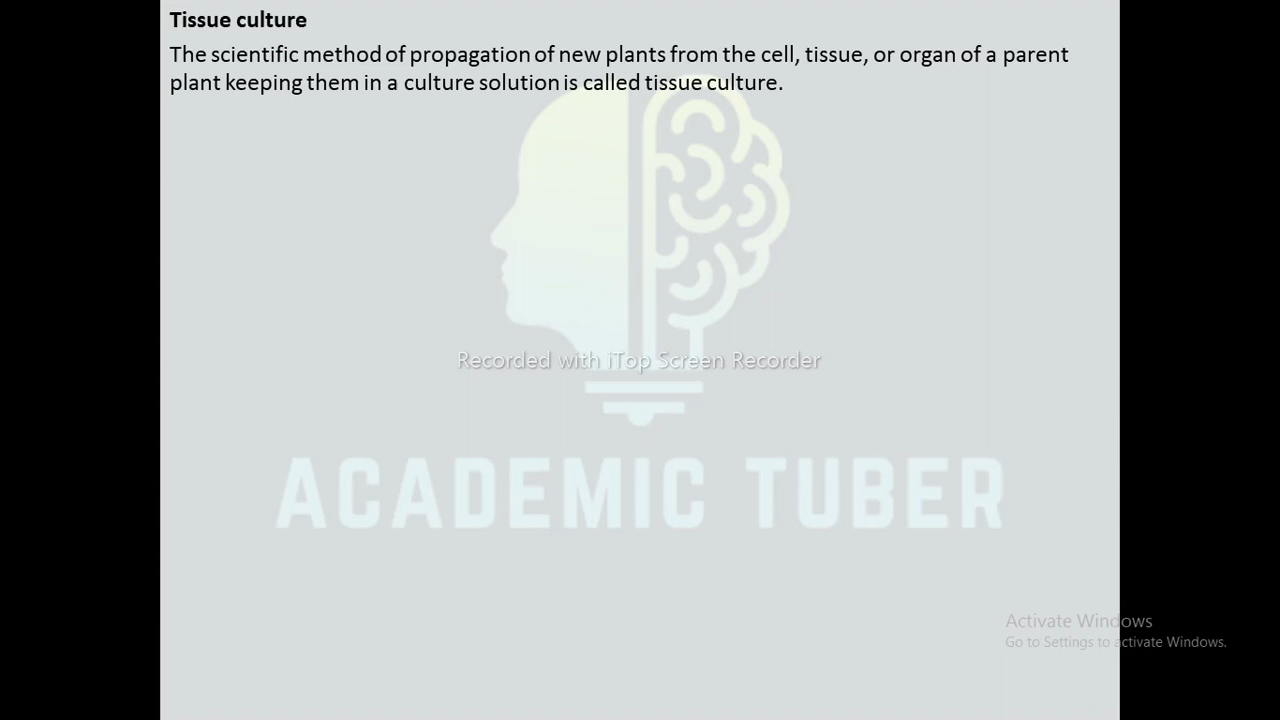 Tissue culture
The scientific method of propagation of new plants from the cell, tissue, or organ of a parent
plant keeping them in a culture solution is called tissue culture.
Recorded with iTop Screen Recorder
ACADEMIC TUBER
Activate Windows
Go to Settings to activate Windows.